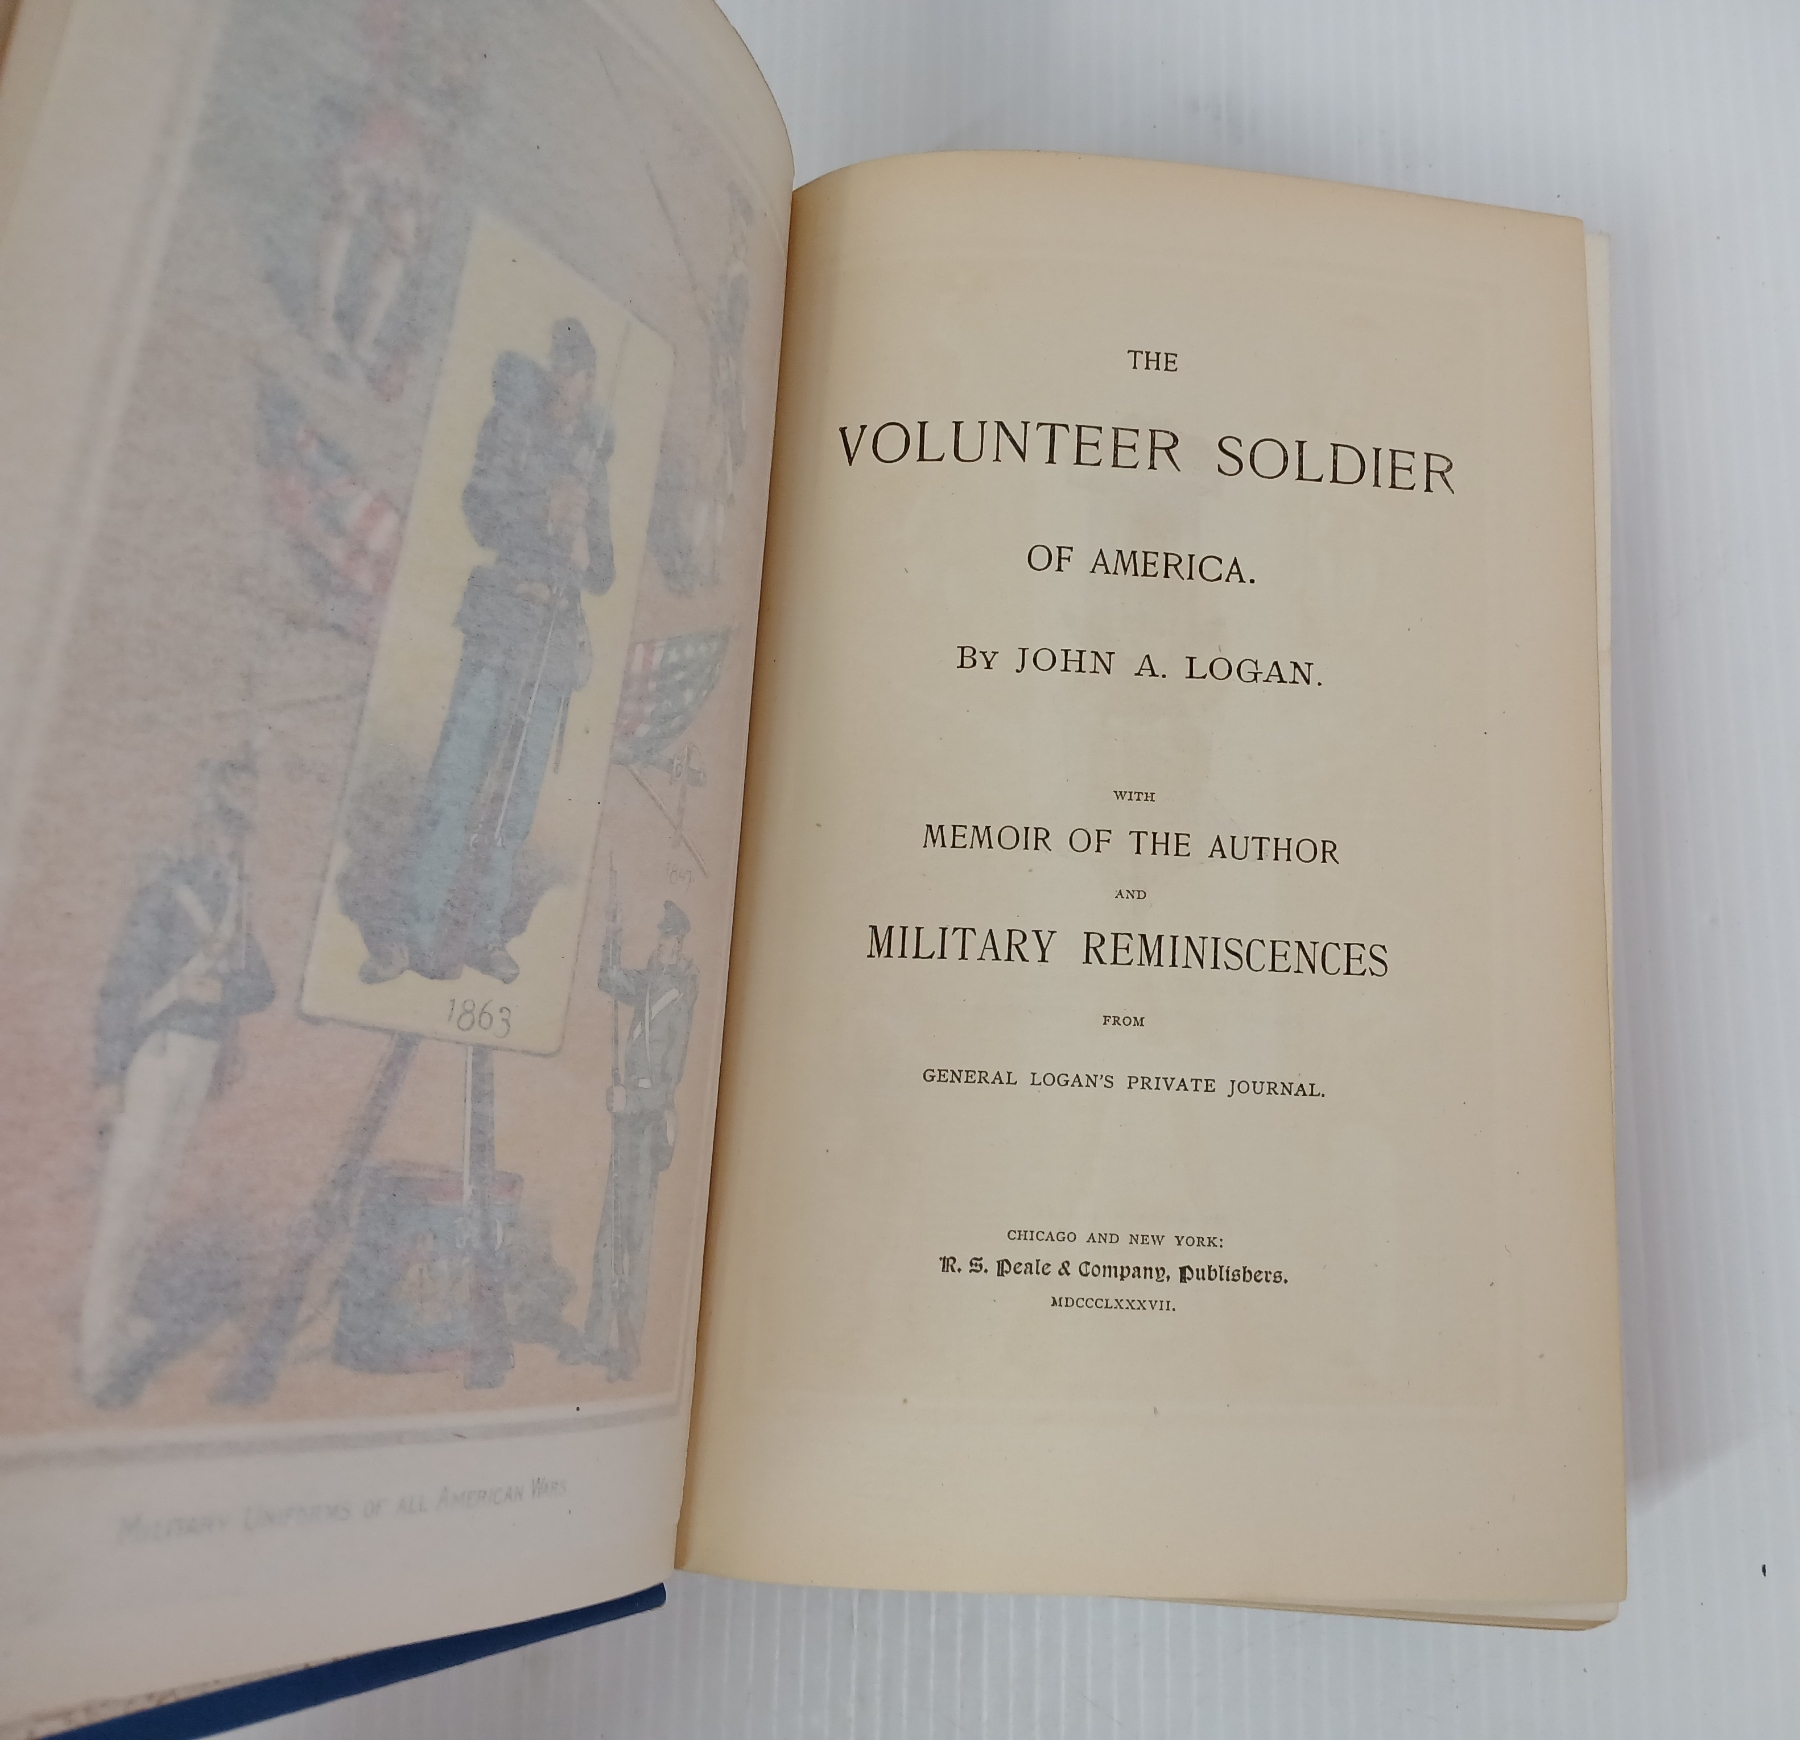 1863
1847
MILITARY UNIFORMS OF ALL AMERICAN WARS
THE
VOLUNTEER SOLDIER
OF AMERICA.
BY JOHN A. LOGAN.
WITH
MEMOIR OF THE AUTHOR
AND
MILITARY REMINISCENCES
FROM
GENERAL LOGAN'S PRIVATE JOURNAL.
CHICAGO AND NEW YORK:
R. S. Peale & Company, Publishers.
MDCCCLXXXVII.